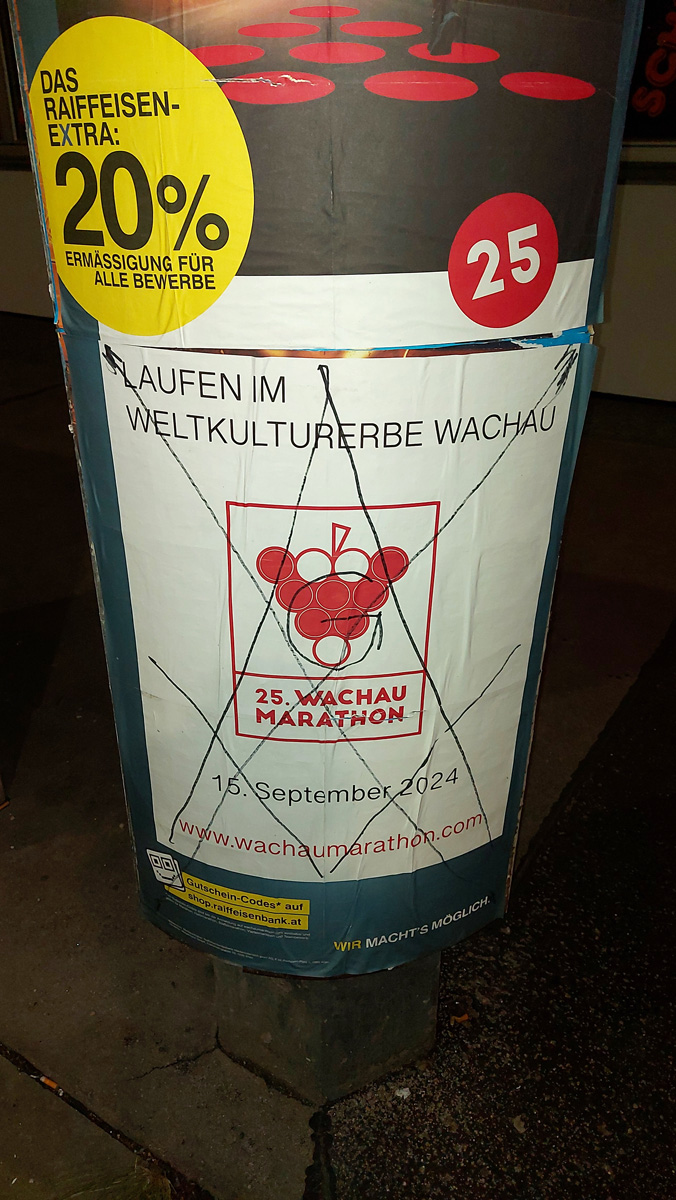 DAS
RAIFFEISEN-
EXTRA:
20%
ERMÄSSIGUNG FÜR
ALLE BEWERBE
25
LAUFEN IM
WELTKULTURERBE WACHAU
25. WACHAU
MARATHON
15. September 2024
www.wachaumarathon.com
Gutschein-Codes* auf
shop.raiffeisenbank.at
WIR MACHT'S MÖGLICH.